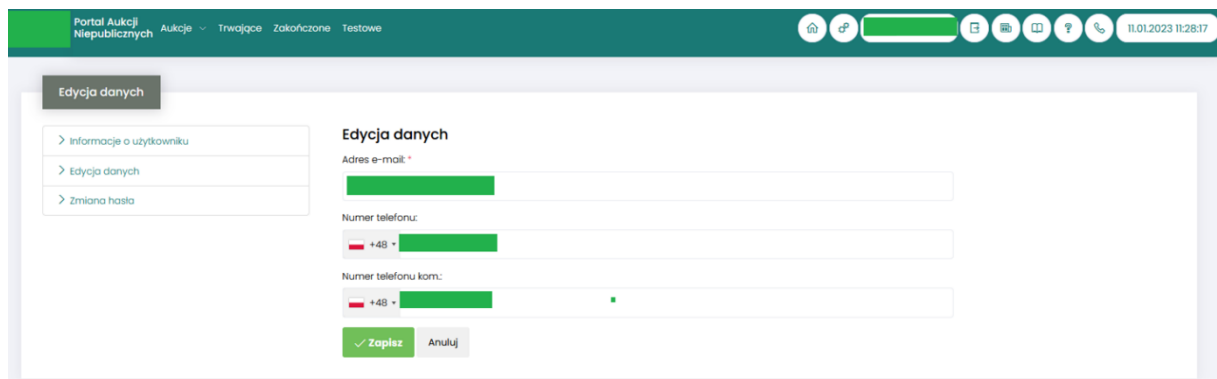 Portal Aukcji
Niepublicznych Aukcje Trwające Zakończone Testowe 11.01.2023 11:28:17
Edycja danych
Informacje o użytkowniku
Edycja danych
Zmiana hasła
Edycja danych
Adres e-mail: *
Numer telefonu:
+48
Numer telefonu kom.:
+48
Zapisz Anuluj